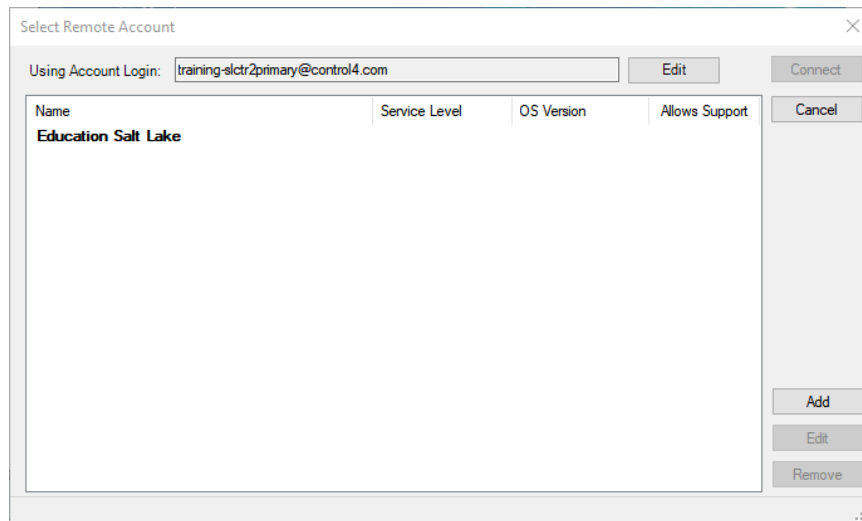 Select Remote Account
Using Account Login: training-slctr2primary@control4.com Edit Connect
Name Service Level OS Version Allows Support Cancel
Education Salt Lake
Add
Edit
Remove